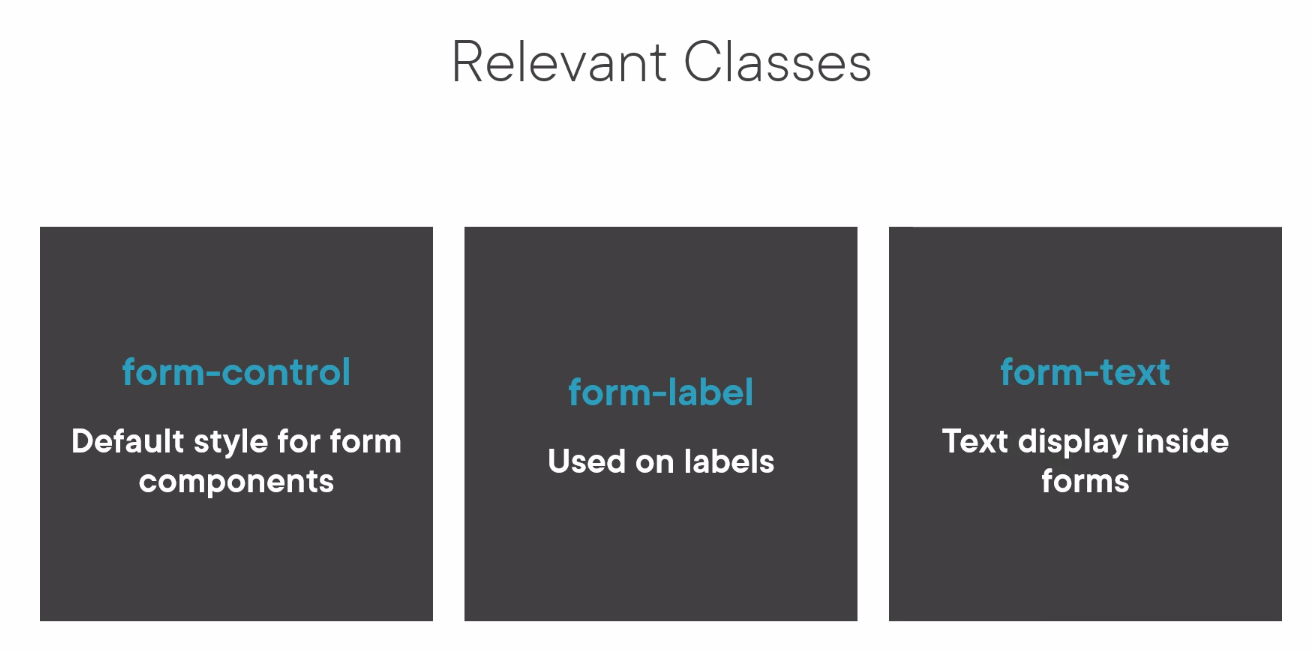 Relevant Classes
form-control
Default style for form
components
form-label
Used on labels
form-text
Text display inside
forms